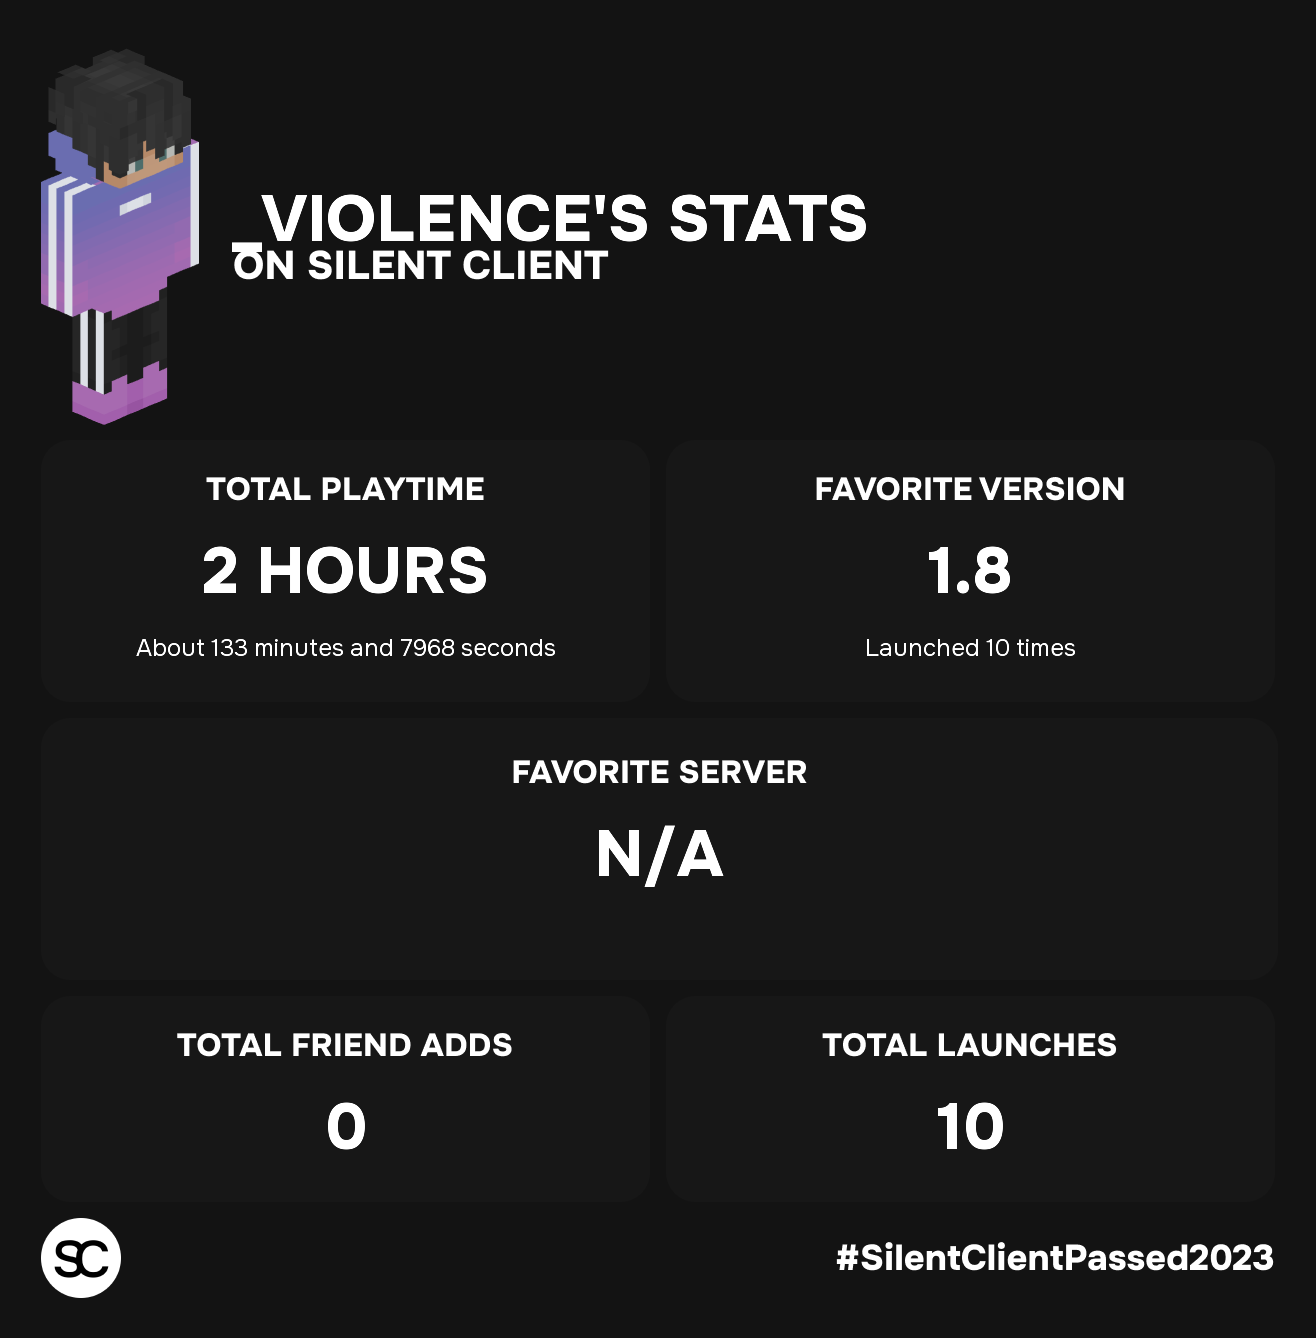 _VIOLENCE'S STATS
ON SILENT CLIENT
TOTAL PLAYTIME
2 HOURS
About 133 minutes and 7968 seconds
FAVORITE VERSION
1.8
Launched 10 times
FAVORITE SERVER
N/A
TOTAL FRIEND ADDS
0
TOTAL LAUNCHES
10
SC
#SilentClientPassed2023